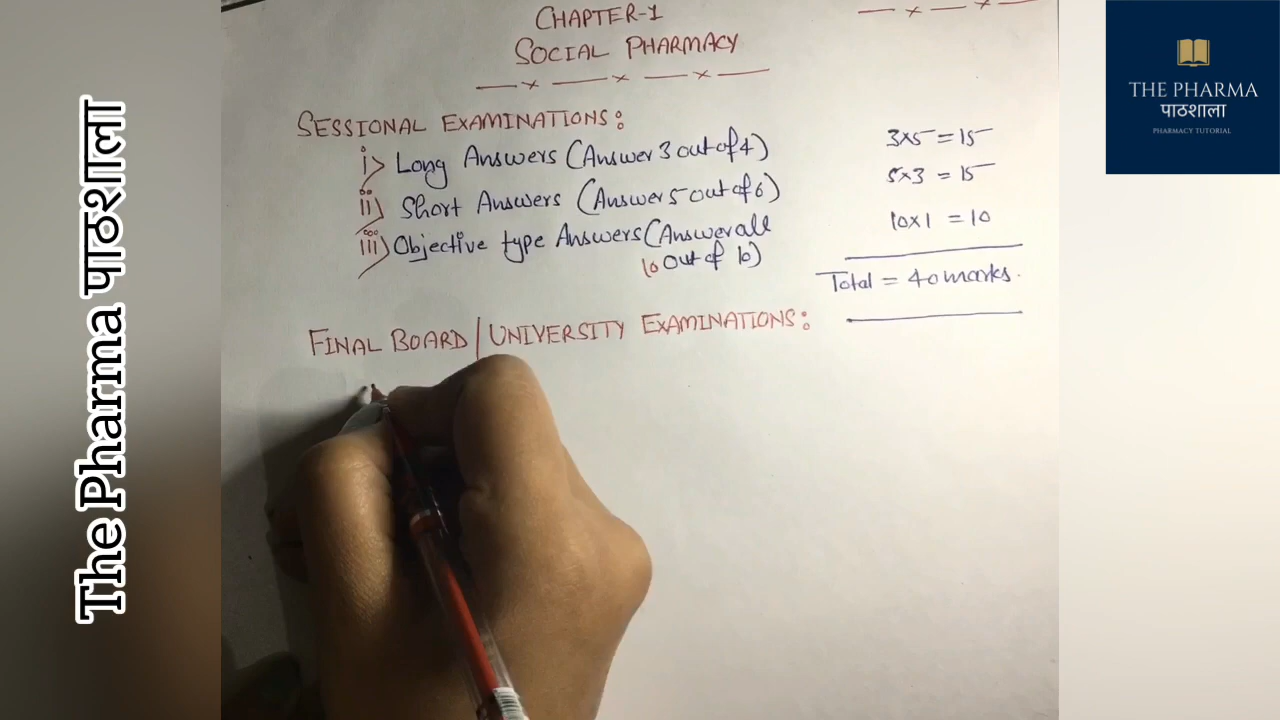 The Pharma पाठशाला
CHAPTER-1
SOCIAL PHARMACY
SESSIONAL EXAMINATIONS:
i> Long Answers (Answer 3 out of 4) 3x5 = 15
ii) Short Answers (Answer 5 out of 6) 5x3 = 15
iii) Objective type Answers (Answer all 10x1 = 10
10 out of 10)
Total = 40 marks.
FINAL BOARD/UNIVERSITY EXAMINATIONS:
THE PHARMA
पाठशाला
PHARMACY TUTORIAL